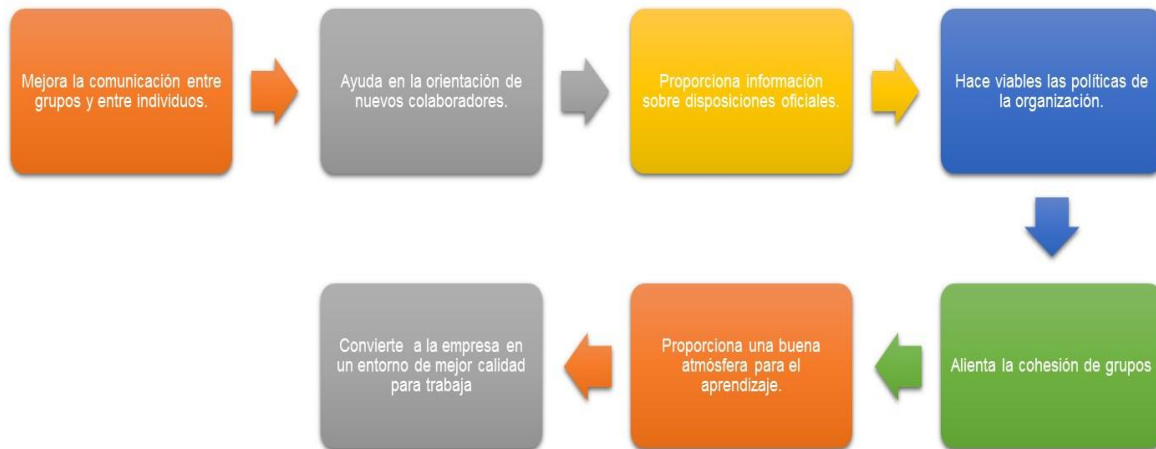 Mejora la comunicación entre
grupos y entre individuos.
Ayuda en la orientación de
nuevos colaboradores.
Proporciona información
sobre disposiciones oficiales.
Hace viables las políticas de
la organización.
Alienta la cohesión de grupos
Proporciona una buena
atmósfera para el
aprendizaje.
Convierte a la empresa en
un entorno de mejor calidad
para trabaja